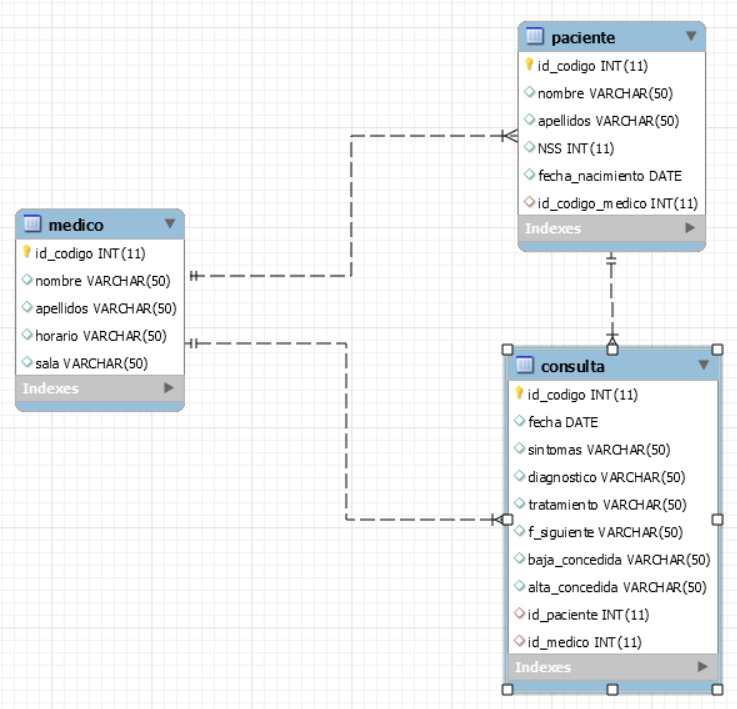 paciente
id_codigo INT(11)
nombre VARCHAR(50)
apellidos VARCHAR(50)
NSS INT(11)
fecha_nacimiento DATE
id_codigo_medico INT(11)
Indexes
medico
id_codigo INT(11)
nombre VARCHAR(50)
apellidos VARCHAR(50)
horario VARCHAR(50)
sala VARCHAR(50)
Indexes
consulta
id_codigo INT(11)
fecha DATE
sintomas VARCHAR(50)
diagnostico VARCHAR(50)
tratamiento VARCHAR(50)
f_siguiente VARCHAR(50)
baja_concedida VARCHAR(50)
alta_concedida VARCHAR(50)
id_paciente INT(11)
id_medico INT(11)
Indexes